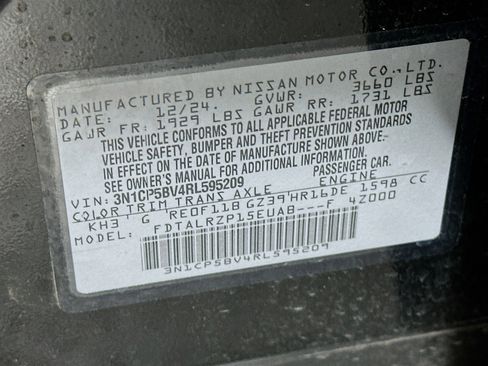 MANUFACTURED BY NISSAN MOTOR CO.,LTD.
DATE: 12/24. GVWR: 3660 LBS
GAWR FR: 1929 LBS GAWR RR: 1731 LBS
THIS VEHICLE CONFORMS TO ALL APPLICABLE FEDERAL MOTOR
VEHICLE SAFETY, BUMPER AND THEFT PREVENTION STANDARDS
IN EFFECT ON THE DATE OF MANUFACTURE SHOWN ABOVE.
SEE OWNER'S MANUAL FOR ADDITIONAL INFORMATION.
VIN: 3N1CP5BV4RL595209 PASSENGER CAR.
COLOR TRIM TRANS AXLE ENGINE
KH3 G RE0F11B GZ39 HR16DE 1598 CC
FDTALRZP15EUAB---F 4Z000
3N1CP5BV4RL595209